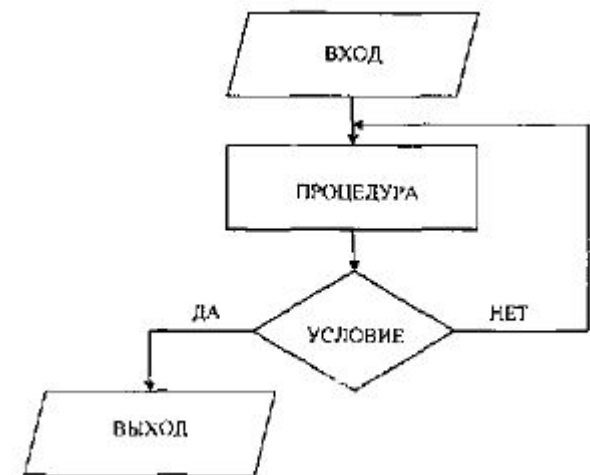 ВХОД
ПРОЦЕДУРА
ДА
УСЛОВИЕ
НЕТ
ВЫХОД